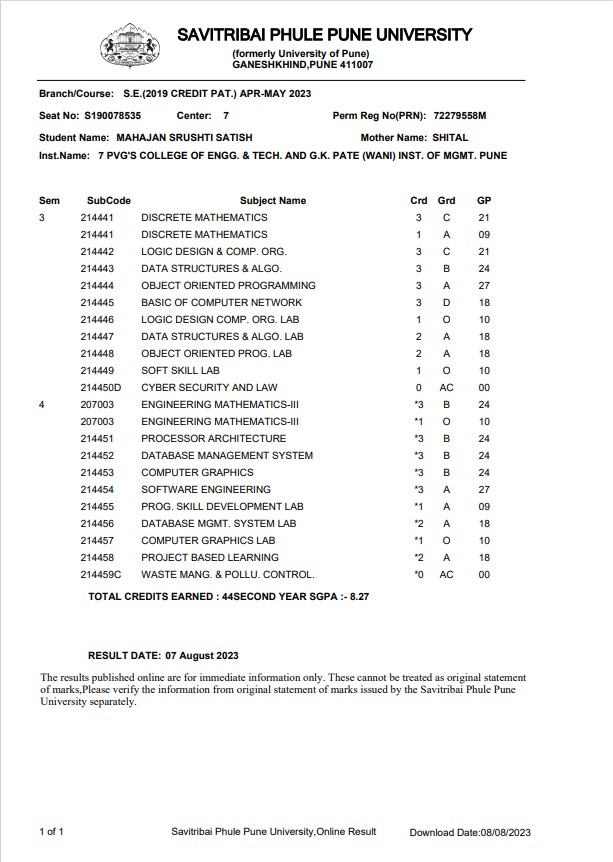 SAVITRIBAI PHULE PUNE UNIVERSITY
(formerly University of Pune)
GANESHKHIND,PUNE 411007
Branch/Course: S.E.(2019 CREDIT PAT.) APR-MAY 2023
Seat No: S190078535 Center: 7 Perm Reg No(PRN): 72279558M
Student Name: MAHAJAN SRUSHTI SATISH Mother Name: SHITAL
Inst.Name: 7 PVG'S COLLEGE OF ENGG. & TECH. AND G.K. PATE (WANI) INST. OF MGMT. PUNE
Sem SubCode Subject Name Crd Grd GP
3 214441 DISCRETE MATHEMATICS 3 C 21
214441 DISCRETE MATHEMATICS 1 A 09
214442 LOGIC DESIGN & COMP. ORG. 3 C 21
214443 DATA STRUCTURES & ALGO. 3 B 24
214444 OBJECT ORIENTED PROGRAMMING 3 A 27
214445 BASIC OF COMPUTER NETWORK 3 D 18
214446 LOGIC DESIGN COMP. ORG. LAB 1 O 10
214447 DATA STRUCTURES & ALGO. LAB 2 A 18
214448 OBJECT ORIENTED PROG. LAB 2 A 18
214449 SOFT SKILL LAB 1 O 10
214450D CYBER SECURITY AND LAW 0 AC 00
4 207003 ENGINEERING MATHEMATICS-III *3 B 24
207003 ENGINEERING MATHEMATICS-III *1 O 10
214451 PROCESSOR ARCHITECTURE *3 B 24
214452 DATABASE MANAGEMENT SYSTEM *3 B 24
214453 COMPUTER GRAPHICS *3 B 24
214454 SOFTWARE ENGINEERING *3 A 27
214455 PROG. SKILL DEVELOPMENT LAB *1 A 09
214456 DATABASE MGMT. SYSTEM LAB *2 A 18
214457 COMPUTER GRAPHICS LAB *1 O 10
214458 PROJECT BASED LEARNING *2 A 18
214459C WASTE MANG. & POLLU. CONTROL. *0 AC 00
TOTAL CREDITS EARNED : 44SECOND YEAR SGPA :- 8.27
RESULT DATE: 07 August 2023
The results published online are for immediate information only. These cannot be treated as original statement
of marks,Please verify the information from original statement of marks issued by the Savitribai Phule Pune
University separately.
1 of 1 Savitribai Phule Pune University,Online Result Download Date:08/08/2023